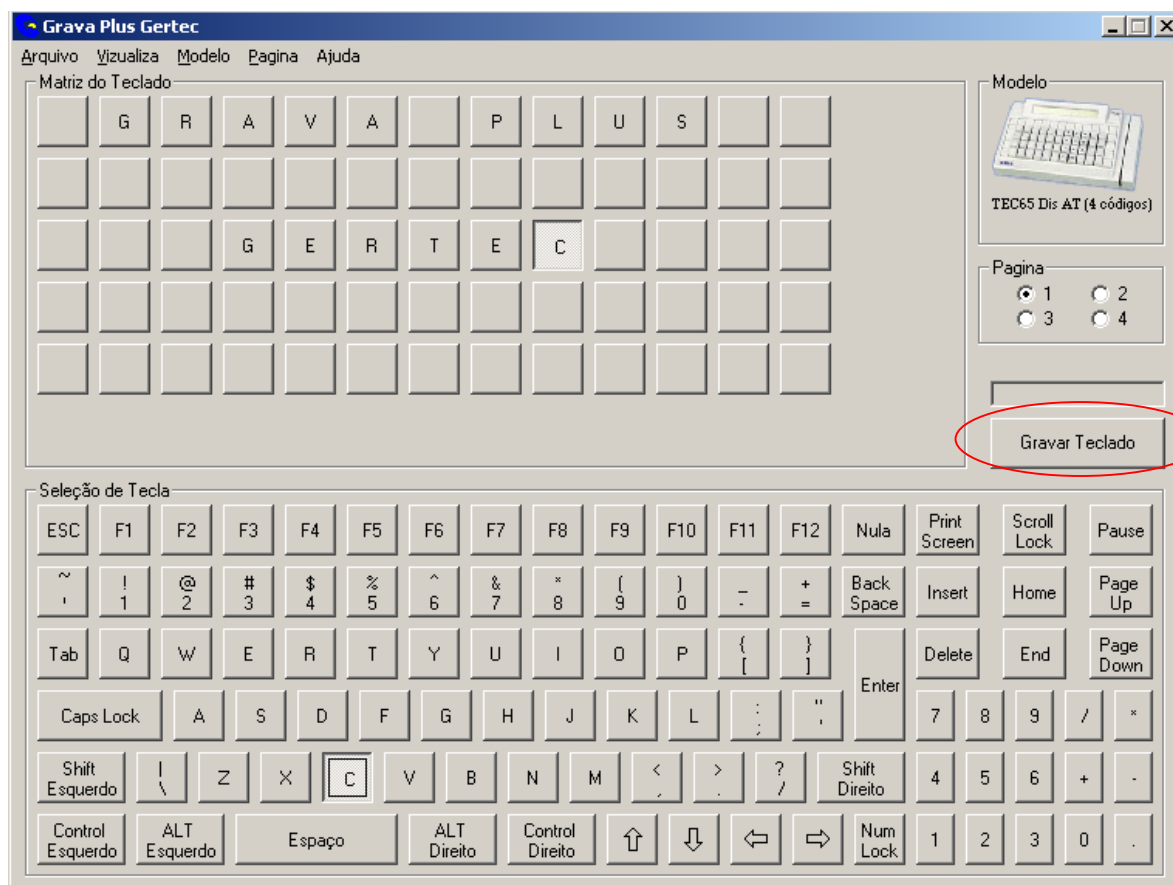 Grava Plus Gertec
Arquivo Vizualiza Modelo Pagina Ajuda
Matriz do Teclado
G R A V A P L U S
G E R T E C
Modelo
TEC65 Dis AT (4 códigos)
Pagina
1 2
3 4
Gravar Teclado
Seleção de Tecla
ESC F1 F2 F3 F4 F5 F6 F7 F8 F9 F10 F11 F12 Nula Print Screen Scroll Lock Pause
~ ' ! 1 @ 2 # 3 $ 4 % 5 ^ 6 & 7 * 8 ( 9 ) 0 _ - + = Back Space Insert Home Page Up
Tab Q W E R T Y U I O P { [ } ] Enter Delete End Page Down
Caps Lock A S D F G H J K L : ; " ' 7 8 9 / *
Shift Esquerdo | \ Z X C V B N M < , > . ? / Shift Direito 4 5 6 + -
Control Esquerdo ALT Esquerdo Espaço ALT Direito Control Direito ⇧ ⇩ ⇦ ⇨ Num Lock 1 2 3 0 .